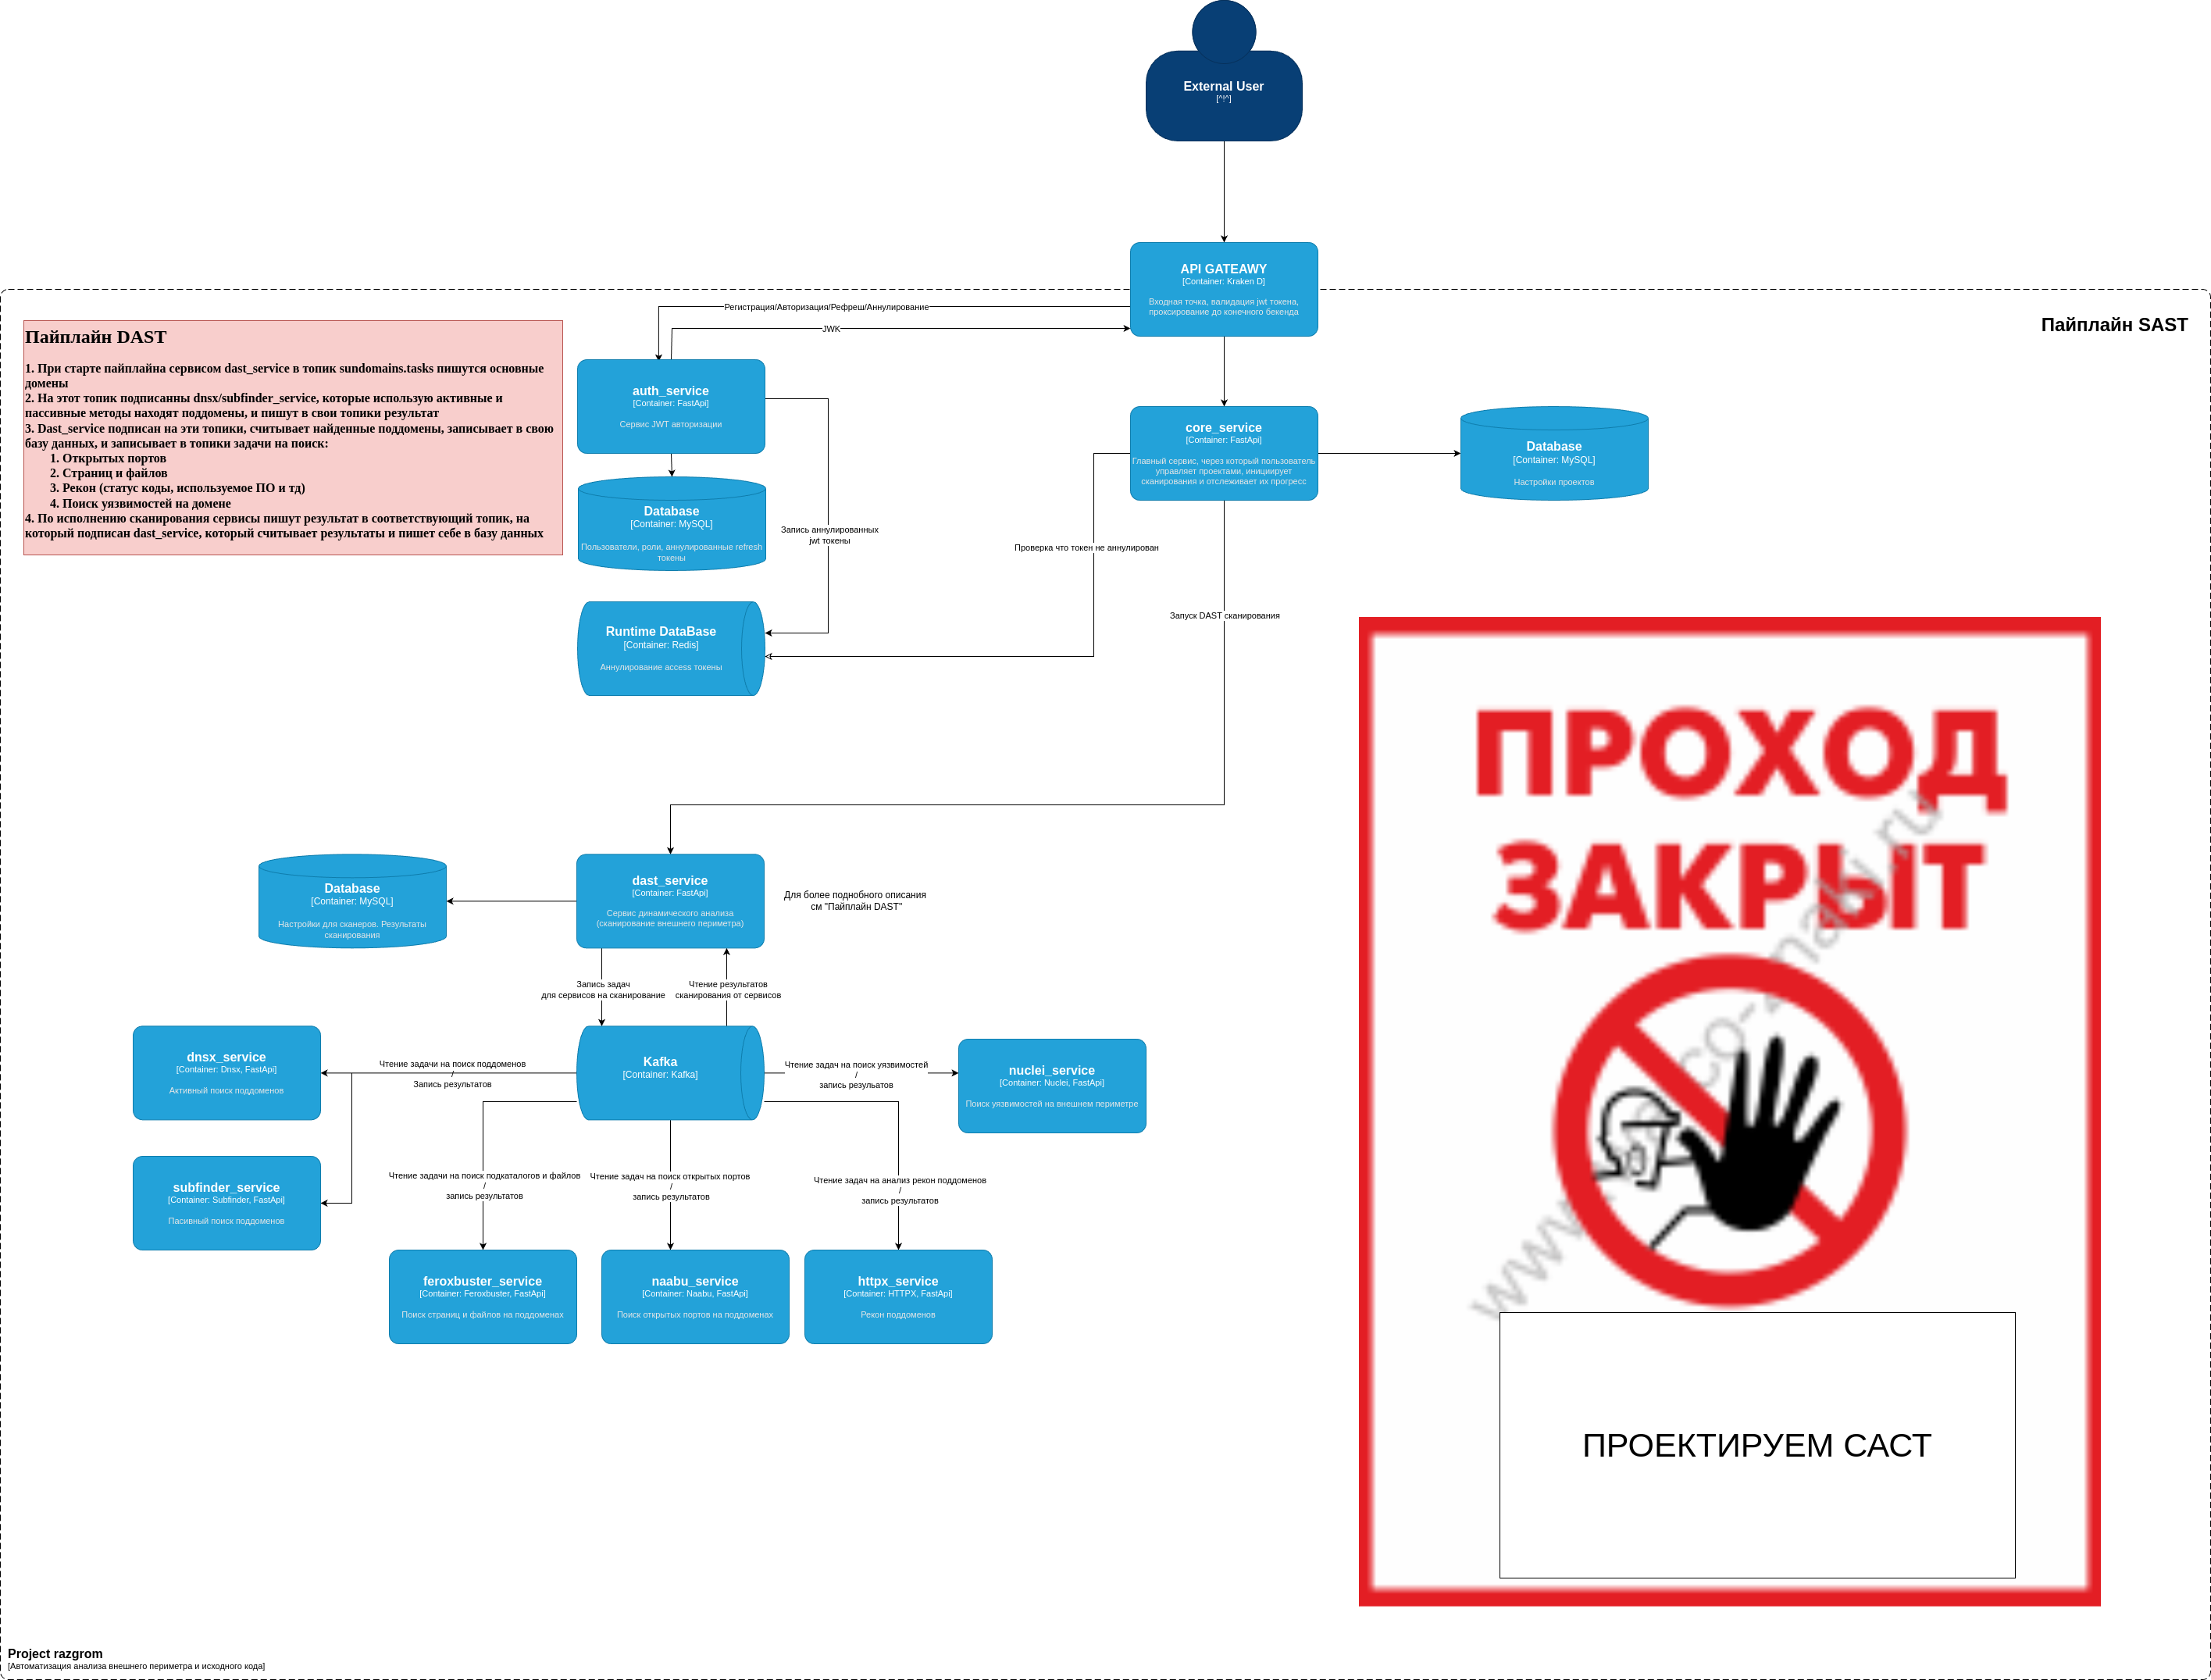 External User
[^!^]
API GATEAWY
[Container: Kraken D]
Входная точка, валидация jwt токена,
проксирование до конечного бекенда
Регистрация/Авторизация/Рефреш/Аннулирование
JWK
Пайплайн SAST
Пайплайн DAST
1. При старте пайплайна сервисом dast_service в топик sundomains.tasks пишутся основные
домены
2. На этот топик подписанны dnsx/subfinder_service, которые использую активные и
пассивные методы находят поддомены, и пишут в свои топики результат
3. Dast_service подписан на эти топики, считывает найденные поддомены, записывает в свою
базу данных, и записывает в топики задачи на поиск:
1. Открытых портов
2. Страниц и файлов
3. Рекон (статус коды, используемое ПО и тд)
4. Поиск уязвимостей на домене
4. По исполнению сканирования сервисы пишут результат в соответствующий топик, на
который подписан dast_service, который считывает результаты и пишет себе в базу данных
auth_service
[Container: FastApi]
Сервис JWT авторизации
core_service
[Container: FastApi]
Главный сервис, через который пользователь
управляет проектами, инициирует
сканирования и отслеживает их прогресс
Database
[Container: MySQL]
Настройки проектов
Database
[Container: MySQL]
Пользователи, роли, аннулированные refresh
токены
Запись аннулированных
jwt токены
Проверка что токен не аннулирован
Runtime DataBase
[Container: Redis]
Аннулирование access токены
Запуск DAST сканирования
ПРОХОД
ЗАКРЫТ
Database
[Container: MySQL]
Настройки для сканеров. Результаты
сканирования
dast_service
[Container: FastApi]
Сервис динамического анализа
(сканирование внешнего периметра)
Для более поднобного описания
см "Пайплайн DAST"
Запись задач
для сервисов на сканирование
Чтение результатов
сканирования от сервисов
dnsx_service
[Container: Dnsx, FastApi]
Активный поиск поддоменов
Чтение задачи на поиск поддоменов
/
Запись результатов
Kafka
[Container: Kafka]
Чтение задач на поиск уязвимостей
/
запись резульатов
nuclei_service
[Container: Nuclei, FastApi]
Поиск уязвимостей на внешнем периметре
subfinder_service
[Container: Subfinder, FastApi]
Пасивный поиск поддоменов
Чтение задачи на поиск подкаталогов и файлов
/
запись результатов
Чтение задач на поиск открытых портов
/
запись результатов
Чтение задач на анализ рекон поддоменов
/
запись результатов
feroxbuster_service
[Container: Feroxbuster, FastApi]
Поиск страниц и файлов на поддоменах
naabu_service
[Container: Naabu, FastApi]
Поиск открытых портов на поддоменах
httpx_service
[Container: HTTPX, FastApi]
Рекон поддоменов
ПРОЕКТИРУЕМ САСТ
Project razgrom
[Автоматизация анализа внешнего периметра и исходного кода]